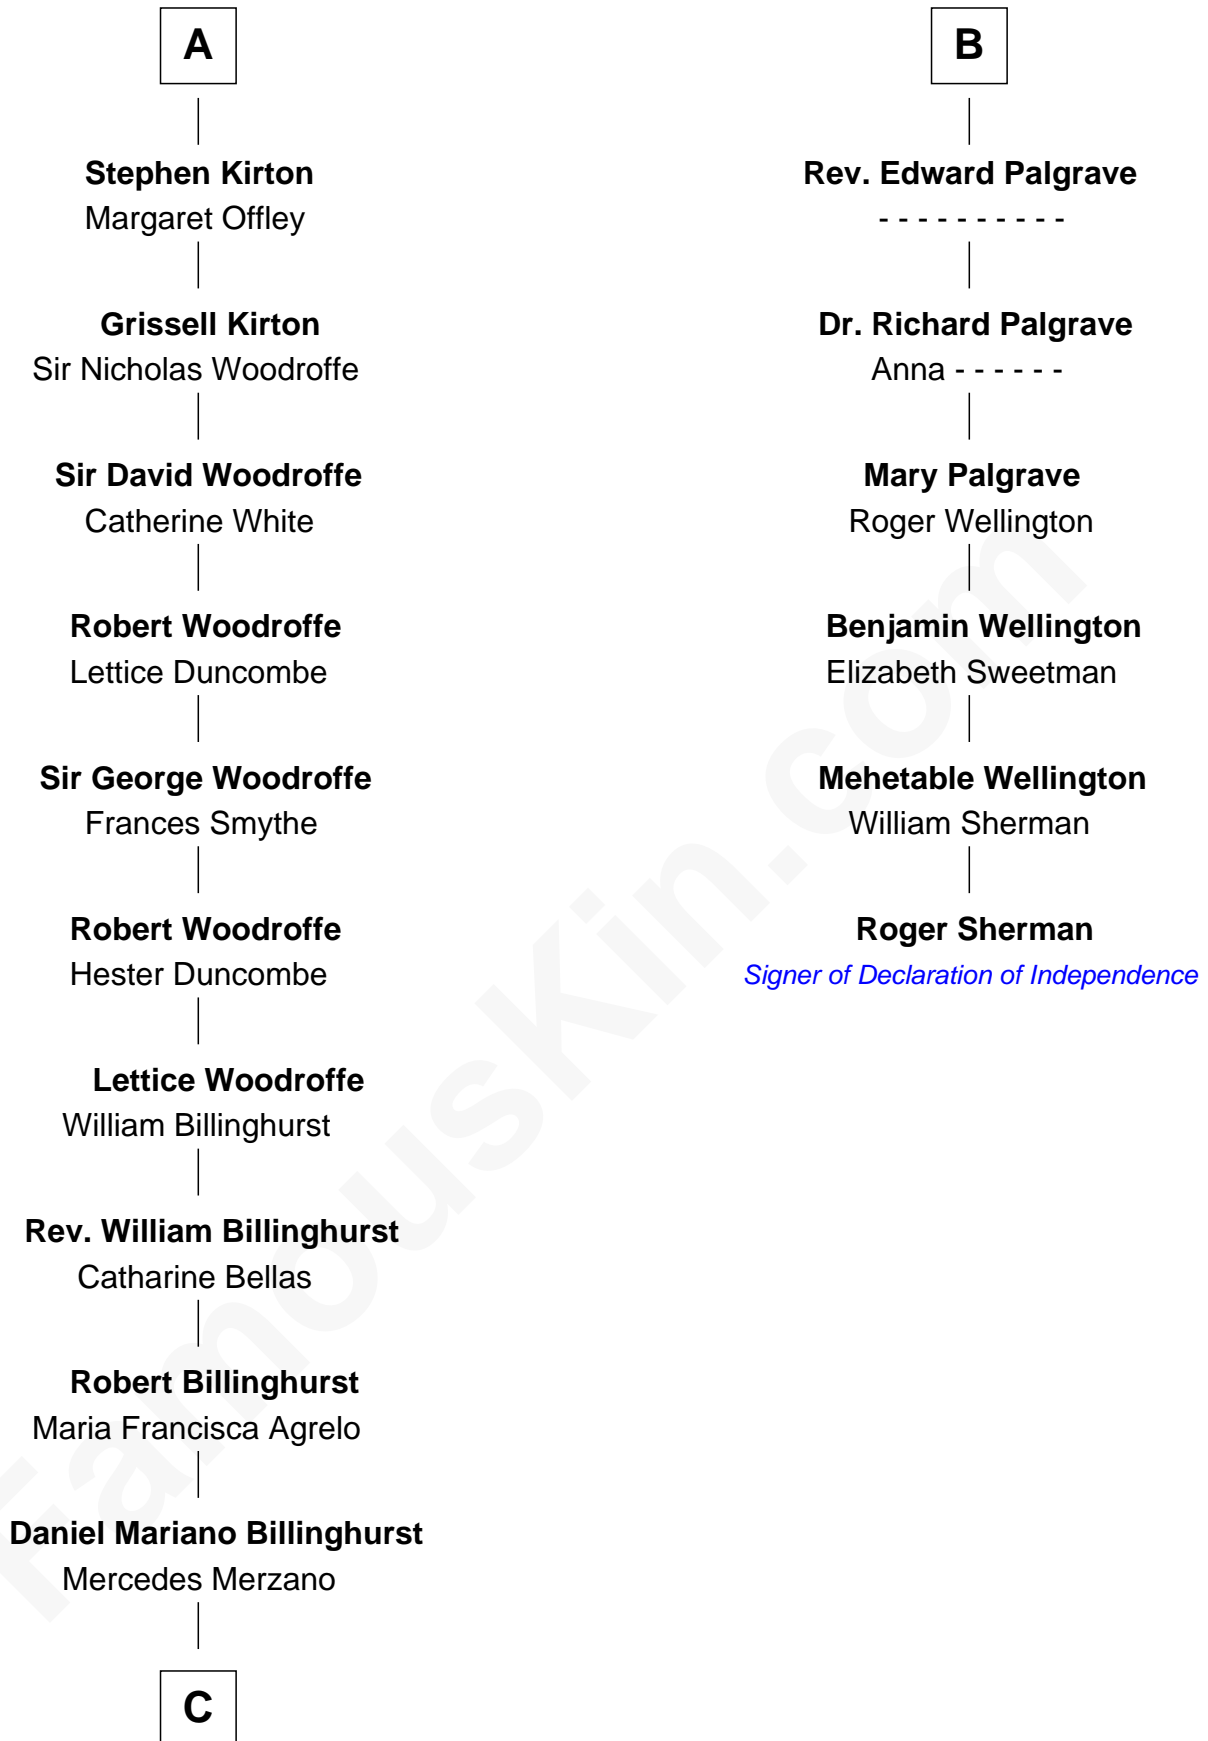 A
Stephen Kirton
Margaret Offley
Grissell Kirton
Sir Nicholas Woodroffe
Sir David Woodroffe
Catherine White
Robert Woodroffe
Lettice Duncombe
Sir George Woodroffe
Frances Smythe
Robert Woodroffe
Hester Duncombe
Lettice Woodroffe
William Billinghurst
Rev. William Billinghurst
Catharine Bellas
Robert Billinghurst
Maria Francisca Agrelo
Daniel Mariano Billinghurst
Mercedes Merzano
C
B
Rev. Edward Palgrave
- - - - - - - - - -
Dr. Richard Palgrave
Anna - - - - - -
Mary Palgrave
Roger Wellington
Benjamin Wellington
Elizabeth Sweetman
Mehetable Wellington
William Sherman
Roger Sherman
Signer of Declaration of Independence
FamousKin.com